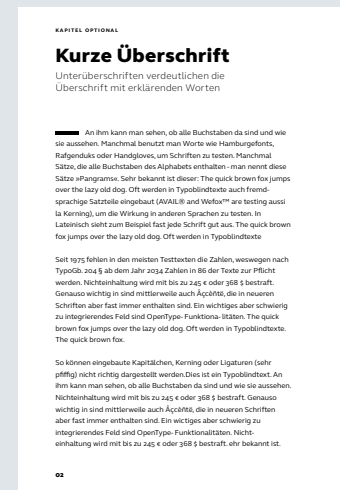 KAPITEL OPTIONAL
Kurze Überschrift
Unterüberschriften verdeutlichen die
Überschrift mit erklärenden Worten
An ihm kann man sehen, ob alle Buchstaben da sind und wie
sie aussehen. Manchmal benutzt man Worte wie Hamburgefonts,
Rafgenduks oder Handgloves, um Schriften zu testen. Manchmal
Sätze, die alle Buchstaben des Alphabets enthalten - man nennt diese
Sätze »Pangrams«. Sehr bekannt ist dieser: The quick brown fox jumps
over the lazy old dog. Oft werden in Typoblindtexte auch fremd-
sprachige Satzteile eingebaut (AVAIL® and Wefox™ are testing aussi
la Kerning), um die Wirkung in anderen Sprachen zu testen. In
Lateinisch sieht zum Beispiel fast jede Schrift gut aus. The quick brown
fox jumps over the lazy old dog. Oft werden in Typoblindtexte
Seit 1975 fehlen in den meisten Testtexten die Zahlen, weswegen nach
TypoGb. 204 § ab dem Jahr 2034 Zahlen in 86 der Texte zur Pflicht
werden. Nichteinhaltung wird mit bis zu 245 € oder 368 $ bestraft.
Genauso wichtig in sind mittlerweile auch Âçcèñtë, die in neueren
Schriften aber fast immer enthalten sind. Ein wichtiges aber schwierig
zu integrierendes Feld sind OpenType- Funktiona- litäten. The quick
brown fox jumps over the lazy old dog. Oft werden in Typoblindtexte.
The quick brown fox.
So können eingebaute Kapitälchen, Kerning oder Ligaturen (sehr
pfiffig) nicht richtig dargestellt werden.Dies ist ein Typoblindtext. An
ihm kann man sehen, ob alle Buchstaben da sind und wie sie aussehen.
Nichteinhaltung wird mit bis zu 245 € oder 368 $ bestraft. Genauso
wichtig in sind mittlerweile auch Âçcèñtë, die in neueren Schriften
aber fast immer enthalten sind. Ein wictiges aber schwierig zu
integrierendes Feld sind OpenType- Funktionalitäten. Nicht-
einhaltung wird mit bis zu 245 € oder 368 $ bestraft. ehr bekannt ist.
02